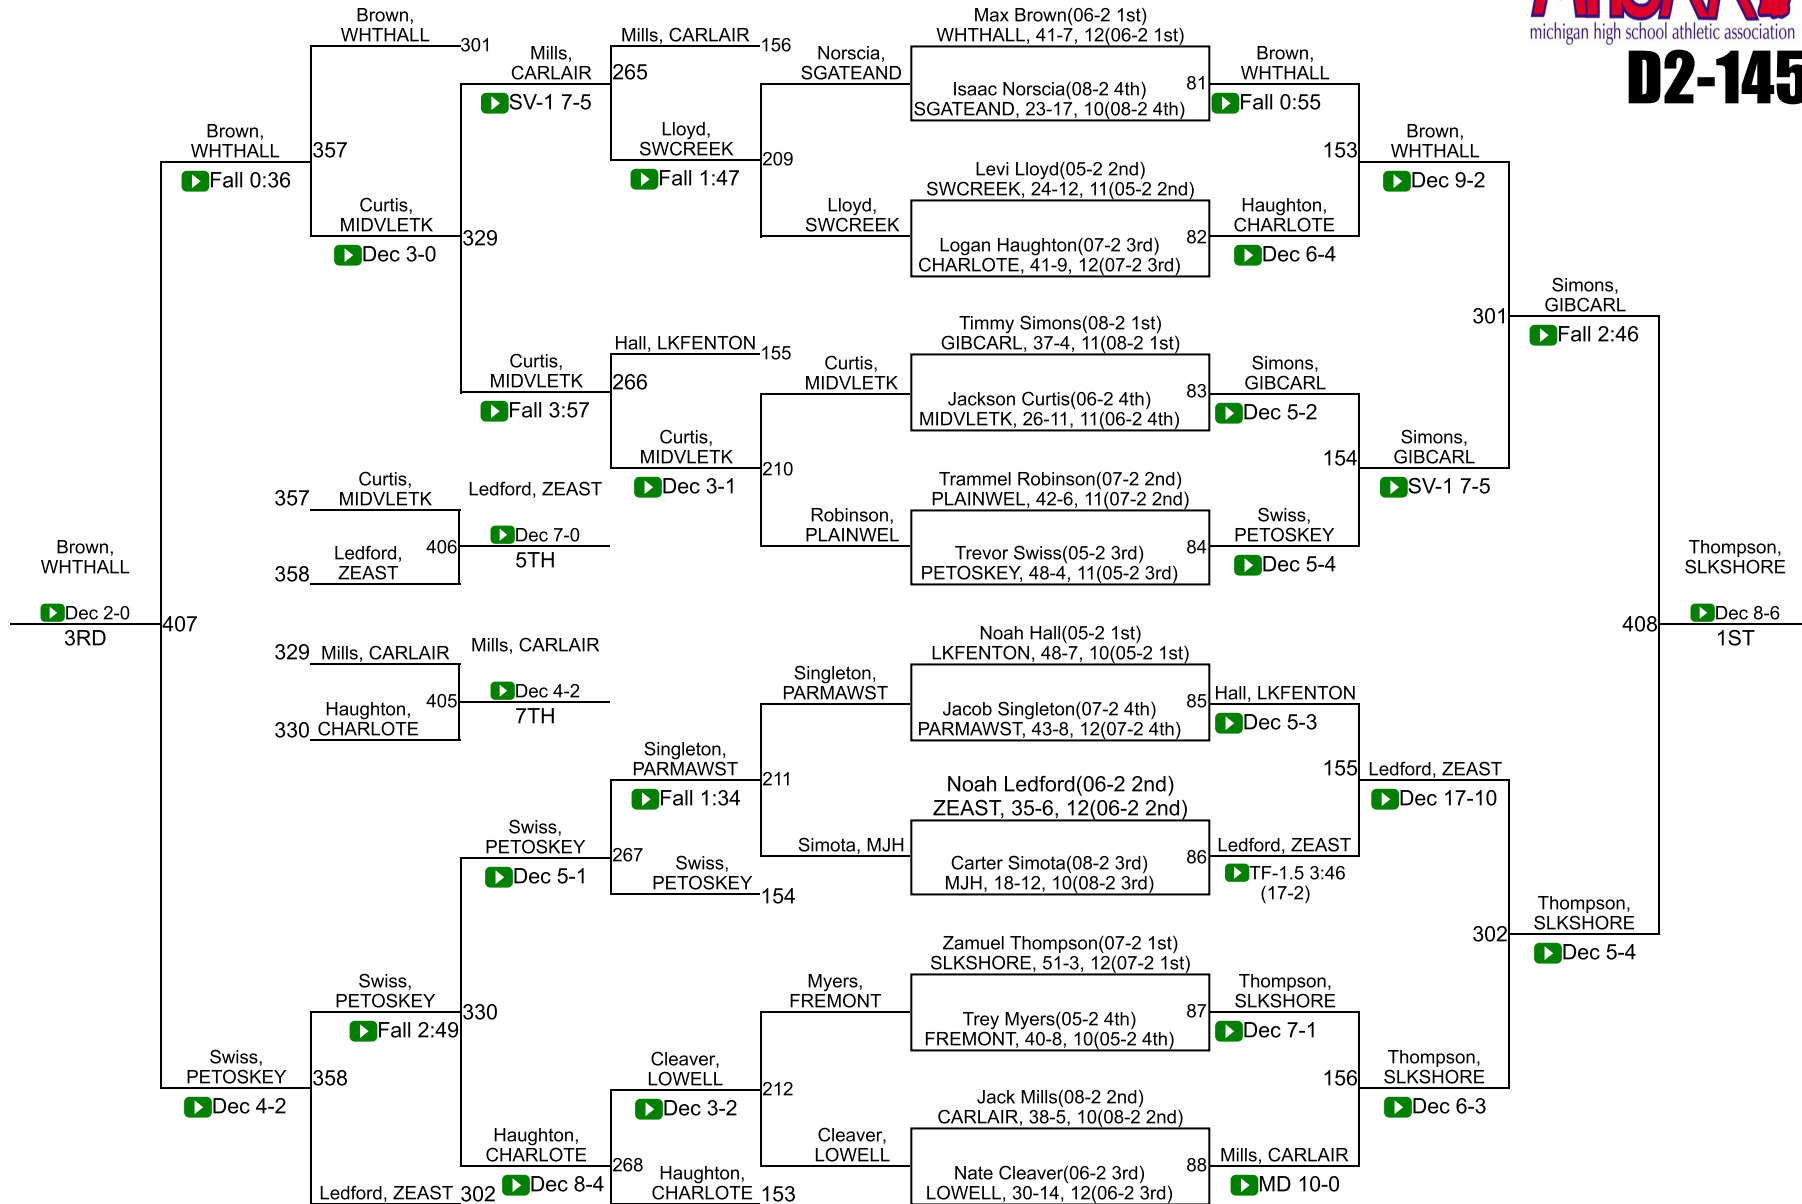 michigan high school athletic association
D2-145
Brown,
WHTHALL
301
Mills,
CARLAIR
SV-1 7-5
Mills, CARLAIR
156
265
Lloyd,
SWCREEK
Fall 1:47
209
Norscia,
SGATEAND
Lloyd,
SWCREEK
Max Brown(06-2 1st)
WHTHALL, 41-7, 12(06-2 1st)
Isaac Norscia(08-2 4th)
SGATEAND, 23-17, 10(08-2 4th)
81
Brown,
WHTHALL
Fall 0:55
Levi Lloyd(05-2 2nd)
SWCREEK, 24-12, 11(05-2 2nd)
Logan Haughton(07-2 3rd)
CHARLOTE, 41-9, 12(07-2 3rd)
82
Haughton,
CHARLOTE
Dec 6-4
153
Brown,
WHTHALL
Dec 9-2
Brown,
WHTHALL
Fall 0:36
357
Curtis,
MIDVLETK
Dec 3-0
329
Curtis,
MIDVLETK
Fall 3:57
Hall, LKFENTON
155
266
Curtis,
MIDVLETK
Dec 3-1
210
Curtis,
MIDVLETK
Robinson,
PLAINWEL
Timmy Simons(08-2 1st)
GIBCARL, 37-4, 11(08-2 1st)
Jackson Curtis(06-2 4th)
MIDVLETK, 26-11, 11(06-2 4th)
83
Simons,
GIBCARL
Dec 5-2
Trammel Robinson(07-2 2nd)
PLAINWEL, 42-6, 11(07-2 2nd)
Trevor Swiss(05-2 3rd)
PETOSKEY, 48-4, 11(05-2 3rd)
84
Swiss,
PETOSKEY
Dec 5-4
154
Simons,
GIBCARL
SV-1 7-5
301
Simons,
GIBCARL
Fall 2:46
357
Curtis,
MIDVLETK
358
Ledford,
ZEAST
406
Ledford, ZEAST
Dec 7-0
5TH
Brown,
WHTHALL
Dec 2-0
3RD
407
329
Mills, CARLAIR
330
Haughton,
CHARLOTE
405
Mills, CARLAIR
Dec 4-2
7TH
408
Thompson,
SLKSHORE
Dec 8-6
1ST
Singleton,
PARMAWST
Fall 1:34
211
Singleton,
PARMAWST
Simota, MJH
Noah Hall(05-2 1st)
LKFENTON, 48-7, 10(05-2 1st)
Jacob Singleton(07-2 4th)
PARMAWST, 43-8, 12(07-2 4th)
85
Hall, LKFENTON
Dec 5-3
Noah Ledford(06-2 2nd)
ZEAST, 35-6, 12(06-2 2nd)
Carter Simota(08-2 3rd)
MJH, 18-12, 10(08-2 3rd)
86
Ledford, ZEAST
TF-1.5 3:46
(17-2)
155
Ledford, ZEAST
Dec 17-10
Swiss,
PETOSKEY
Dec 5-1
267
Swiss,
PETOSKEY
154
302
Thompson,
SLKSHORE
Dec 5-4
Swiss,
PETOSKEY
Dec 4-2
358
Swiss,
PETOSKEY
Fall 2:49
330
Ledford, ZEAST
302
Haughton,
CHARLOTE
Dec 8-4
268
Cleaver,
LOWELL
Dec 3-2
212
Haughton,
CHARLOTE
153
Myers,
FREMONT
Cleaver,
LOWELL
Zamuel Thompson(07-2 1st)
SLKSHORE, 51-3, 12(07-2 1st)
Trey Myers(05-2 4th)
FREMONT, 40-8, 10(05-2 4th)
87
Thompson,
SLKSHORE
Dec 7-1
Jack Mills(08-2 2nd)
CARLAIR, 38-5, 10(08-2 2nd)
Nate Cleaver(06-2 3rd)
LOWELL, 30-14, 12(06-2 3rd)
88
Mills, CARLAIR
MD 10-0
156
Thompson,
SLKSHORE
Dec 6-3